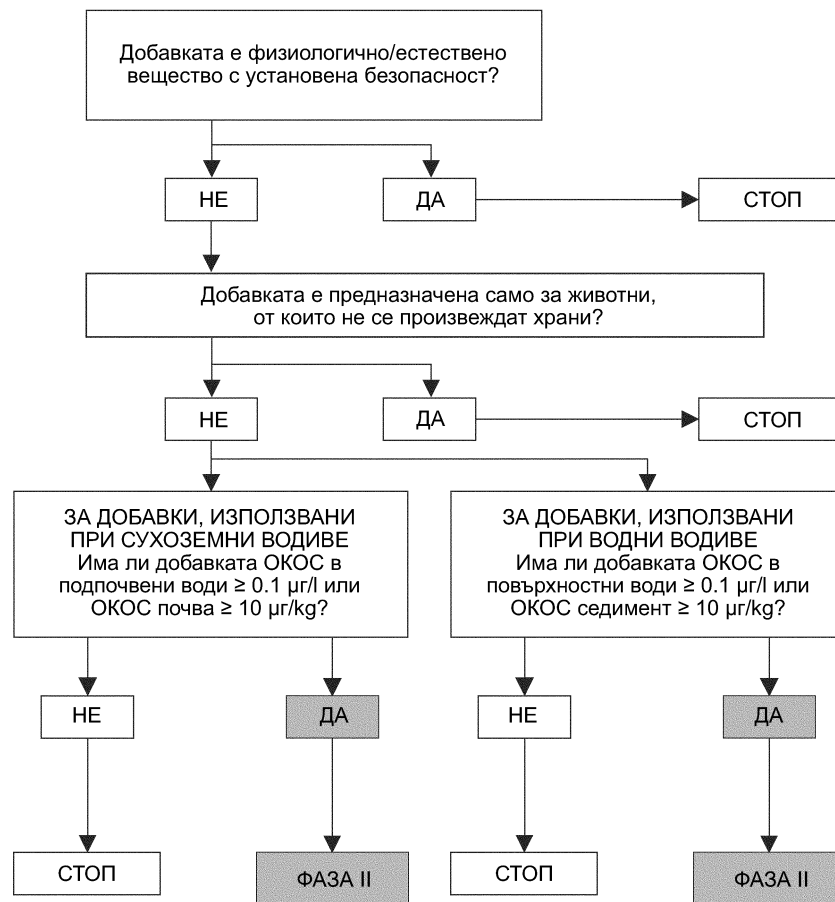 Добавката е физиологично/естествено
вещество с установена безопасност?
НЕ
ДА
СТОП
Добавката е предназначена само за животни,
от които не се произвеждат храни?
НЕ
ДА
СТОП
ЗА ДОБАВКИ, ИЗПОЛЗВАНИ
ПРИ СУХОЗЕМНИ ВОДИВЕ
Има ли добавката ОКОС в
подпочвени води ≥ 0.1 µг/l или
ОКОС почва ≥ 10 µг/kg?
ЗА ДОБАВКИ, ИЗПОЛЗВАНИ
ПРИ ВОДНИ ВОДИВЕ
Има ли добавката ОКОС в
повърхностни води ≥ 0.1 µг/l или
ОКОС седимент ≥ 10 µг/kg?
НЕ
ДА
НЕ
ДА
СТОП
ФАЗА II
СТОП
ФАЗА II